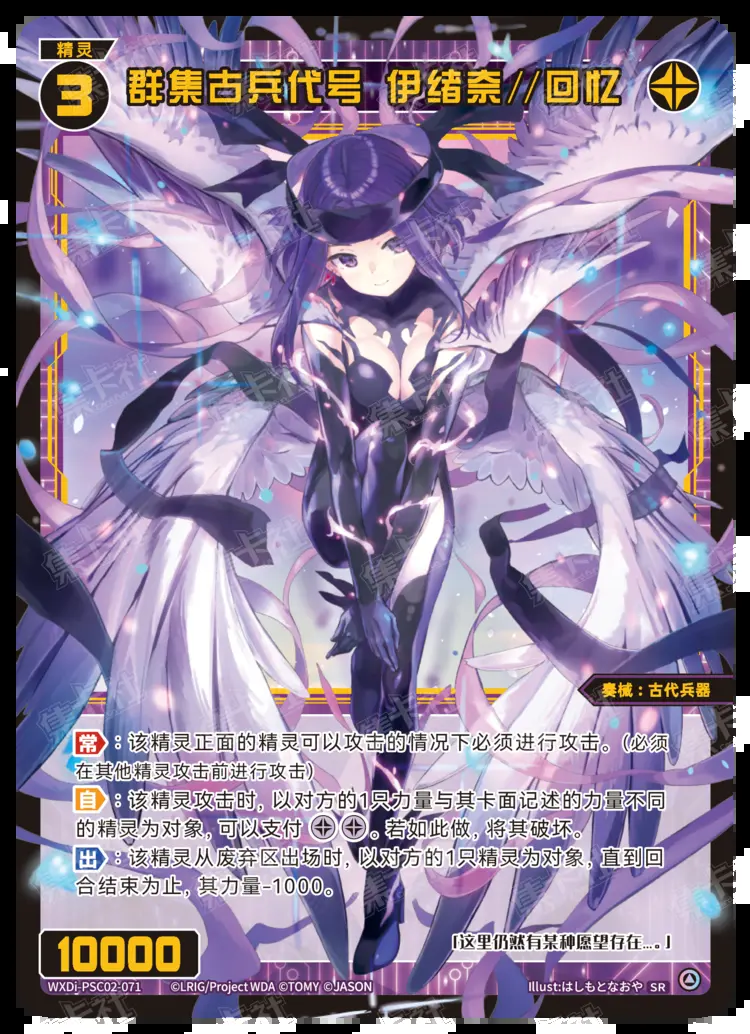 精灵
3 群集古兵代号 伊绪奈//回忆
奏械：古代兵器
常：该精灵正面的精灵可以攻击的情况下必须进行攻击。(必须
在其他精灵攻击前进行攻击)
自：该精灵攻击时，以对方的1只力量与其卡面记述的力量不同
的精灵为对象，可以支付。若如此做，将其破坏。
出：该精灵从废弃区出场时，以对方的1只精灵为对象，直到回
合结束为止，其力量-1000。
「这里仍然有某种愿望存在…。」
10000
WXDi-PSC02-071 ©LRIG/Project WDA ©TOMY ©JASON Illust:はしもとなおや SR
集卡社